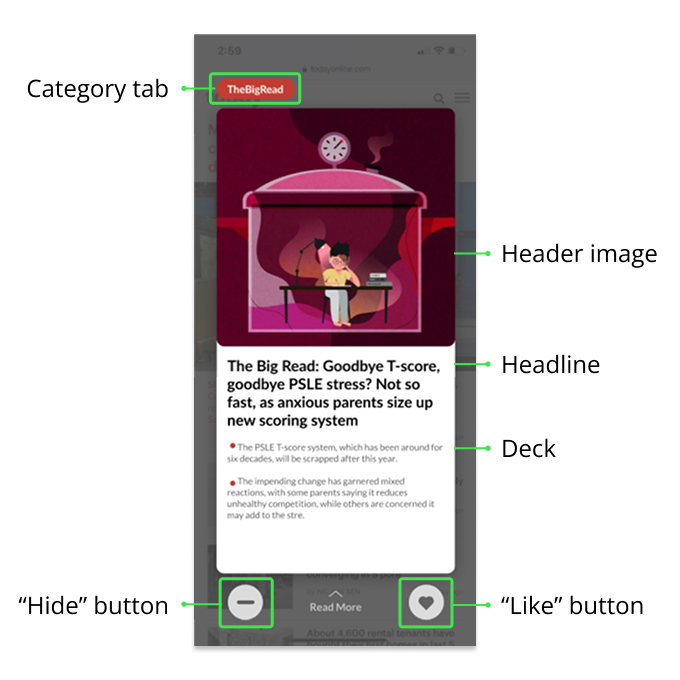 2:59
todayonline.com
Category tab
TheBigRead
Header image
The Big Read: Goodbye T-score,
goodbye PSLE stress? Not so
fast, as anxious parents size up
new scoring system
Headline
The PSLE T-score system, which has been around for
six decades, will be scrapped after this year.
Deck
The impending change has garnered mixed
reactions, with some parents saying it reduces
unhealthy competition, while others are concerned it
may add to the stre.
converging in S'pore
"Hide" button
Read More
"Like" button
About 4,600 rental tenants have